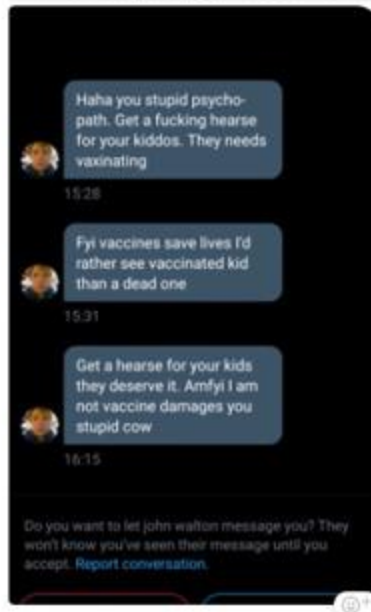 Haha you stupid psycho-
path. Get a fucking hearse
for your kiddos. They needs
vaxinating
15:28
Fyi vaccines save lives I'd
rather see vaccinated kid
than a dead one
15:31
Get a hearse for your kids
they deserve it. Amfyi I am
not vaccine damages you
stupid cow
16:15
Do you want to let john walton message you? They
won't know you've seen their message until you
accept. Report conversation.